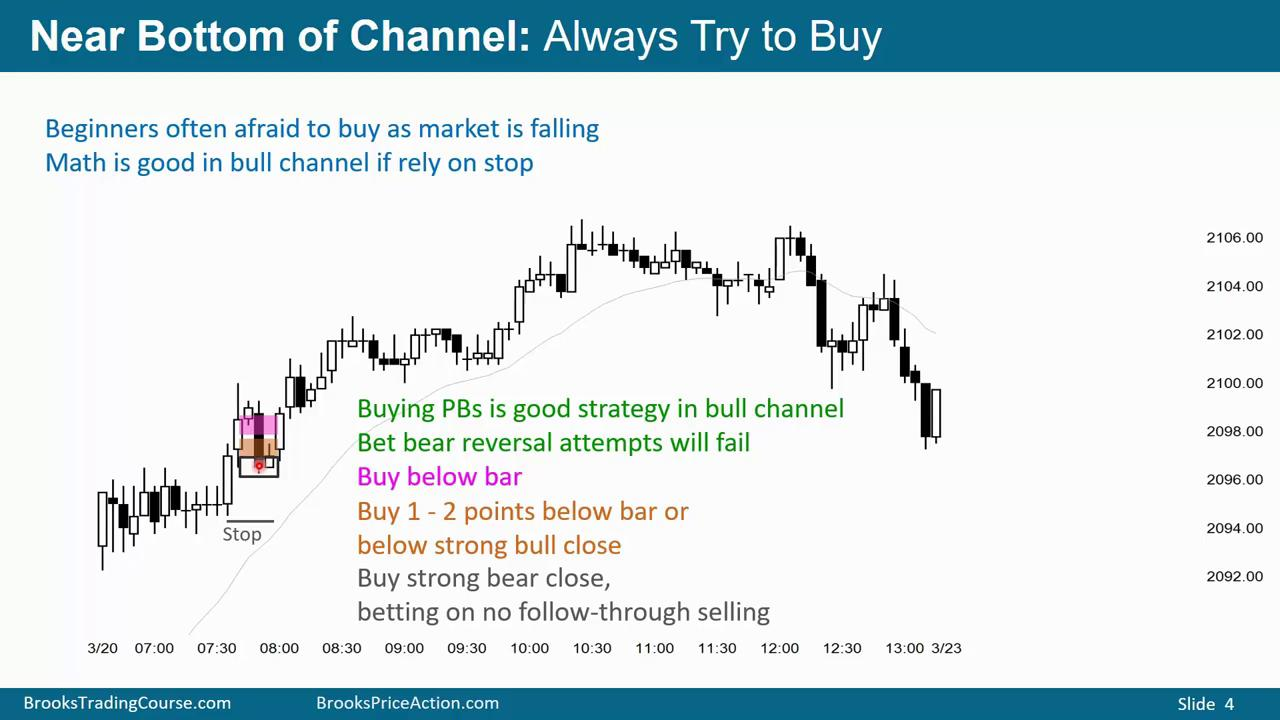 Near Bottom of Channel: Always Try to Buy
Beginners often afraid to buy as market is falling
Math is good in bull channel if rely on stop
2106.00
2104.00
2102.00
2100.00
2098.00
2096.00
2094.00
2092.00
Buying PBs is good strategy in bull channel
Bet bear reversal attempts will fail
Buy below bar
Buy 1 - 2 points below bar or
below strong bull close
Buy strong bear close,
betting on no follow-through selling
Stop
3/20 07:00 07:30 08:00 08:30 09:00 09:30 10:00 10:30 11:00 11:30 12:00 12:30 13:00 3/23
BrooksTradingCourse.com BrooksPriceAction.com Slide 4